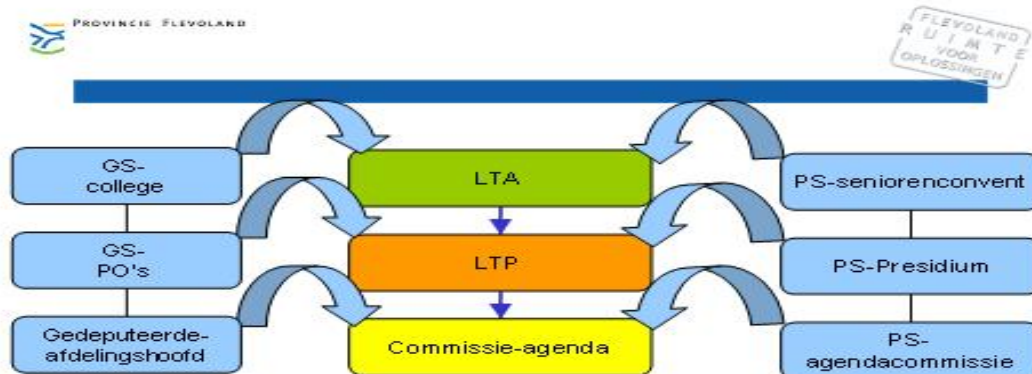 PROVINCIE FLEVOLAND
FLEVOLAND
RUIMTE
VOOR
OPLOSSINGEN
GS-
college
LTA
PS-seniorenconvent
GS-
PO's
LTP
PS-Presidium
Gedeputeerde-
afdelingshoofd
Commissie-agenda
PS-
agendacommissie